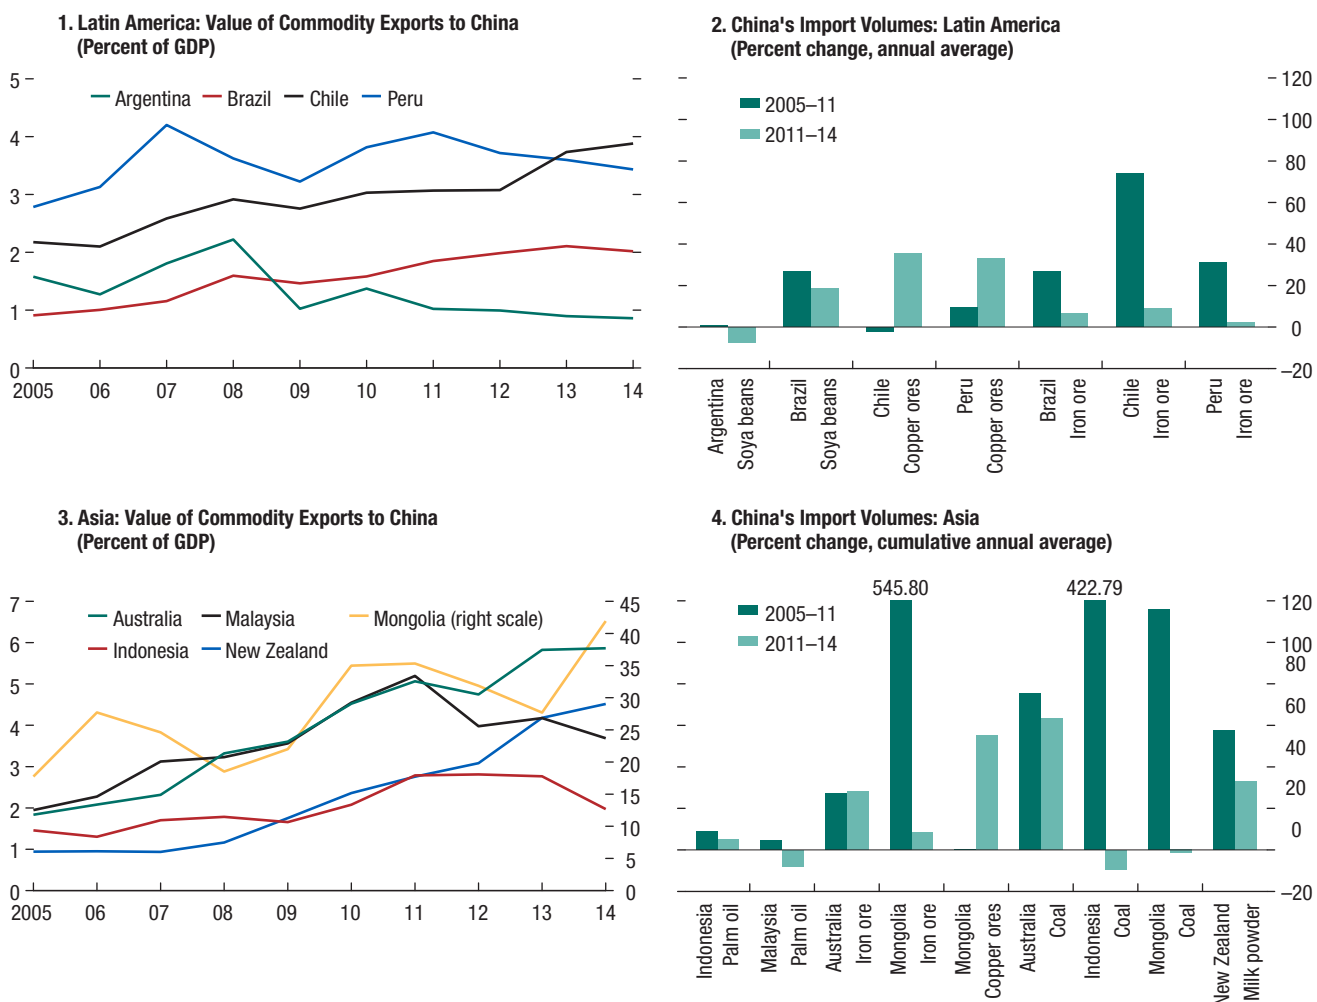 1. Latin America: Value of Commodity Exports to China
(Percent of GDP)
5
4
3
2
1
0
Argentina
Brazil
Chile
Peru
2005
06
07
08
09
10
11
12
13
14
2. China's Import Volumes: Latin America
(Percent change, annual average)
2005–11
2011–14
120
100
80
60
40
20
0
–20
Argentina
Soya beans
Brazil
Soya beans
Chile
Copper ores
Peru
Copper ores
Brazil
Iron ore
Chile
Iron ore
Peru
Iron ore
3. Asia: Value of Commodity Exports to China
(Percent of GDP)
7
6
5
4
3
2
1
0
Australia
Malaysia
Mongolia (right scale)
Indonesia
New Zealand
45
40
35
30
25
20
15
10
5
0
2005
06
07
08
09
10
11
12
13
14
4. China's Import Volumes: Asia
(Percent change, cumulative annual average)
545.80
422.79
2005–11
2011–14
120
100
80
60
40
20
0
–20
Indonesia
Palm oil
Malaysia
Palm oil
Australia
Iron ore
Mongolia
Iron ore
Mongolia
Copper ores
Australia
Coal
Indonesia
Coal
Mongolia
Coal
New Zealand
Milk powder